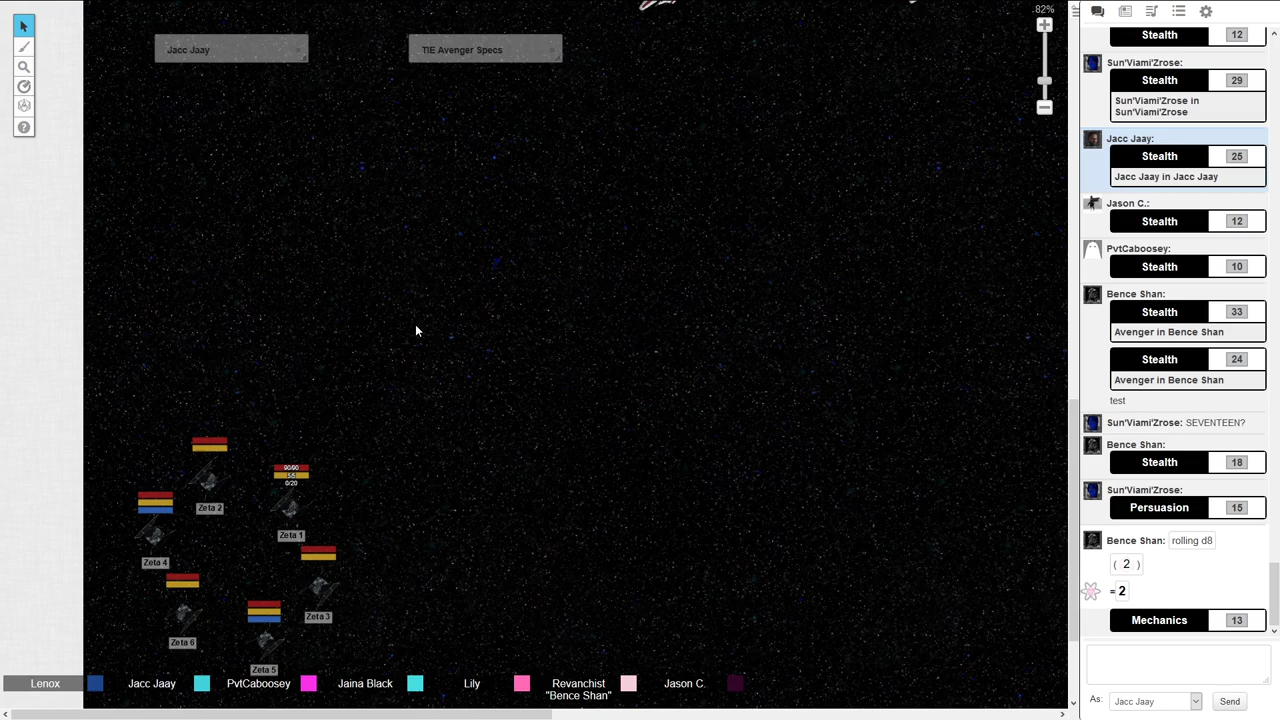 .82%
Jacc Jaay
TIE Avenger Specs
90/90
0/20
Zeta 2
Zeta 1
Zeta 4
Zeta 3
Zeta 6
Zeta 5
Lenox
Jacc Jaay
PvtCaboosey
Jaina Black
Lily
Revanchist
"Bence Shan"
Jason C.
Stealth 12
Sun'Viami'Zrose:
Stealth 29
Sun'Viami'Zrose in
Sun'Viami'Zrose
Jacc Jaay:
Stealth 25
Jacc Jaay in Jacc Jaay
Jason C.:
Stealth 12
PvtCaboosey:
Stealth 10
Bence Shan:
Stealth 33
Avenger in Bence Shan
Stealth 24
Avenger in Bence Shan
test
Sun'Viami'Zrose: SEVENTEEN?
Bence Shan:
Stealth 18
Sun'Viami'Zrose:
Persuasion 15
Bence Shan: rolling d8
( 2 )
= 2
Mechanics 13
As: Jacc Jaay Send